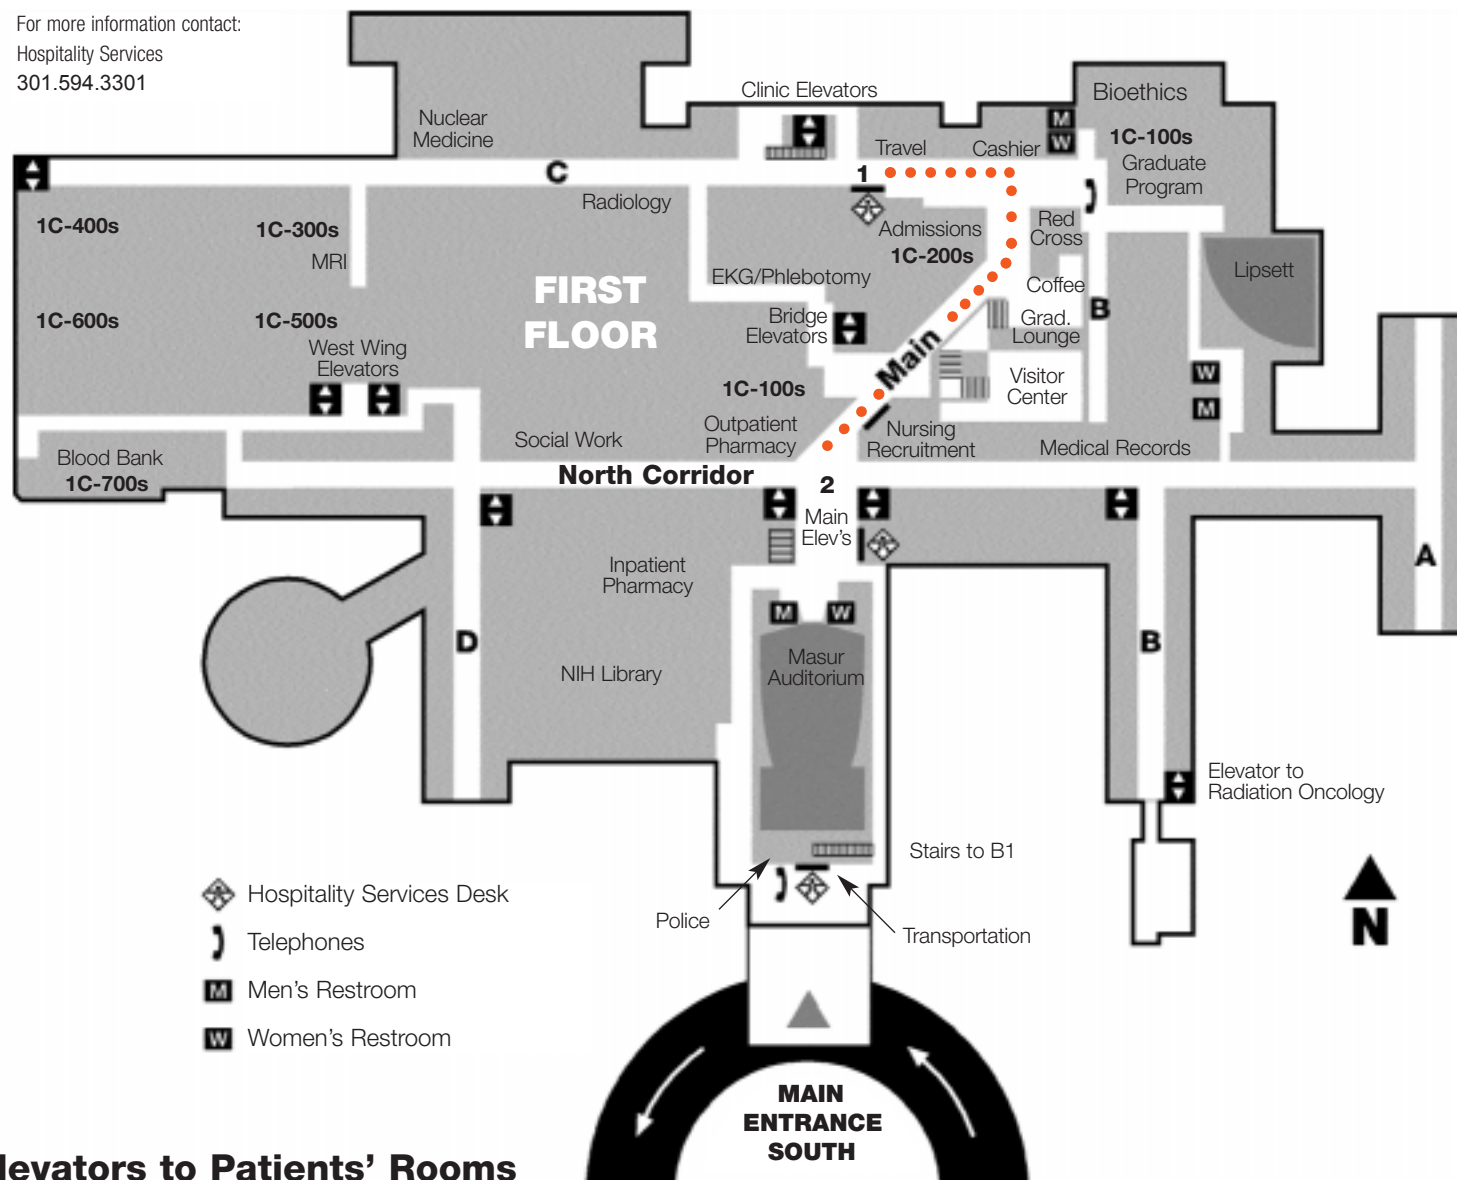 For more information contact:
Hospitality Services
301.594.3301
Clinic Elevators
Bioethics
Nuclear
Medicine
M
W
1C-100s
Travel
Cashier
Graduate
Program
C
1
Radiology
1C-400s
1C-300s
MRI
Admissions
1C-200s
Red
Cross
Lipsett
EKG/Phlebotomy
FIRST
FLOOR
Coffee
B
Bridge
Elevators
Grad.
Lounge
1C-600s
1C-500s
West Wing
Elevators
Main
W
1C-100s
Visitor
Center
M
Outpatient
Pharmacy
Nursing
Recruitment
Social Work
Medical Records
Blood Bank
1C-700s
North Corridor
2
Main
Elev's
A
Inpatient
Pharmacy
M
W
D
B
Masur
Auditorium
NIH Library
Elevator to
Radiation Oncology
Stairs to B1
Hospitality Services Desk
Police
Transportation
N
Telephones
M Men's Restroom
W Women's Restroom
MAIN
ENTRANCE
SOUTH
levators to Patients' Rooms